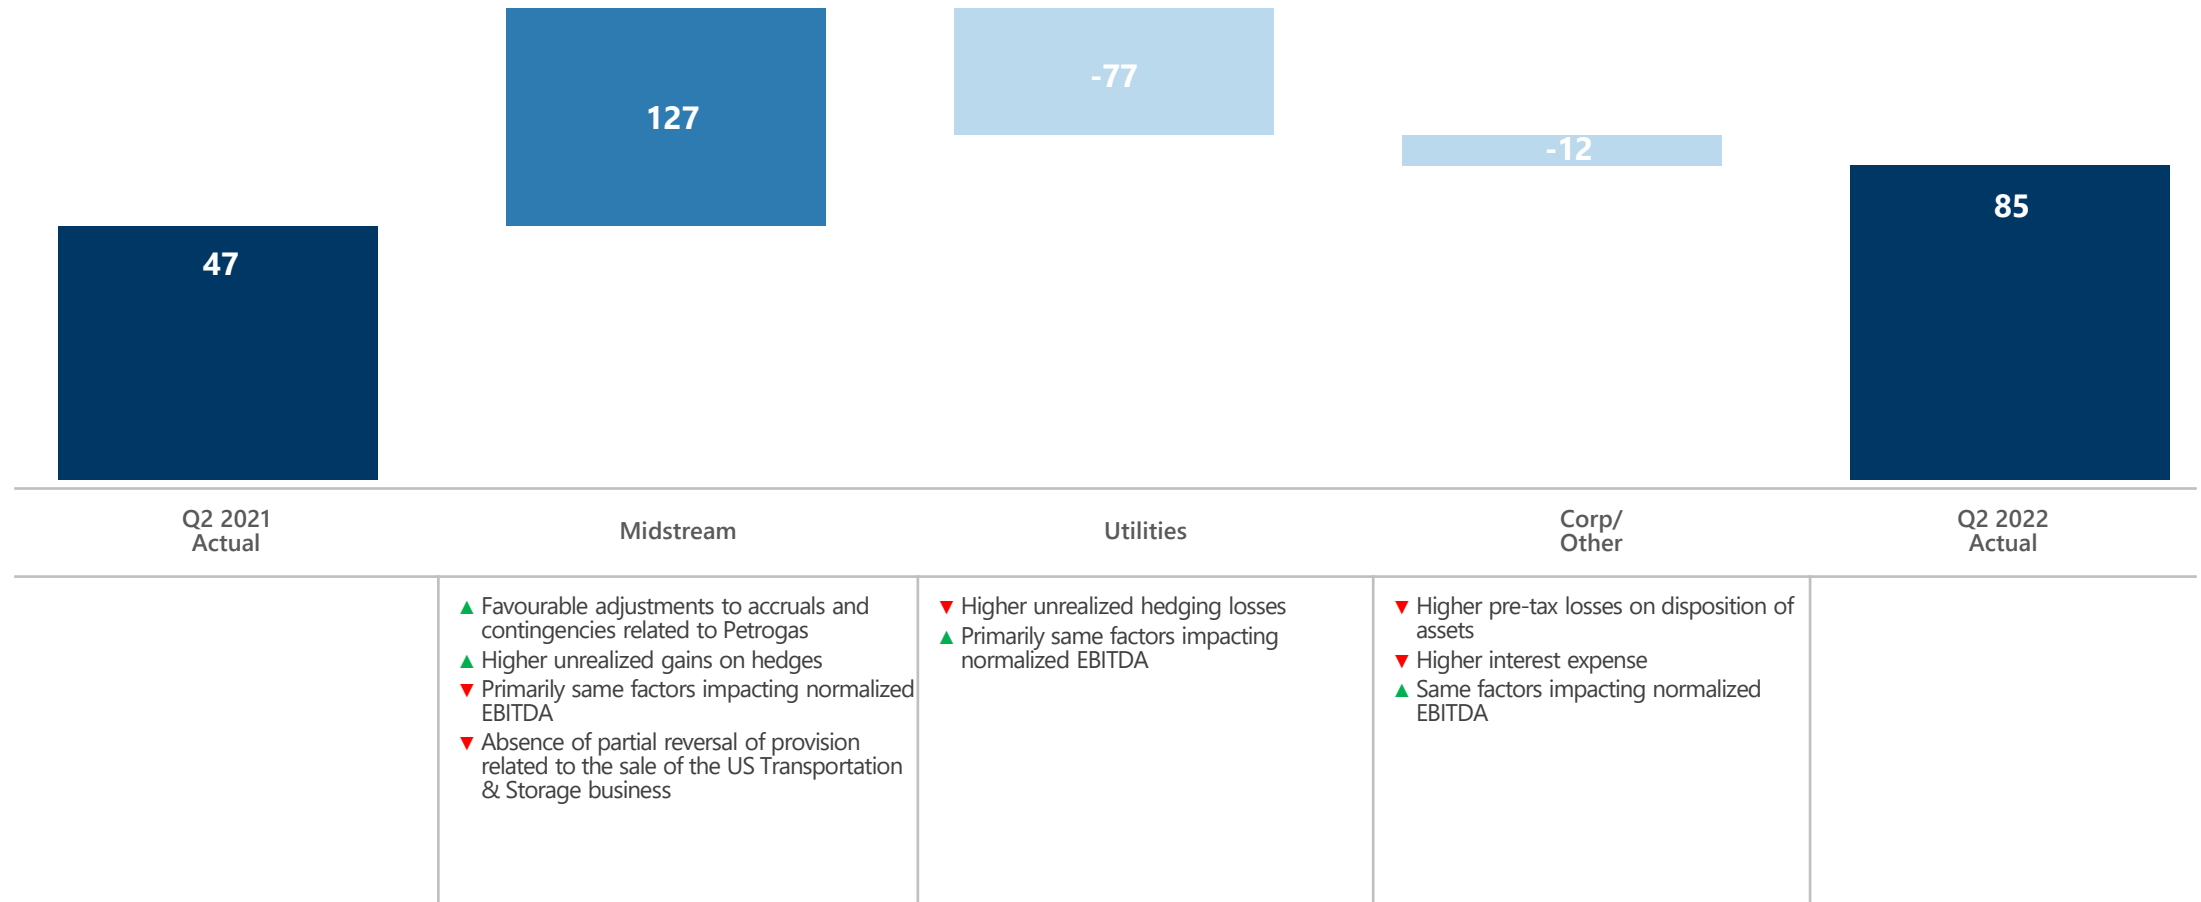 127
-77
-12
85
47
Q2 2021
Actual
Midstream
Utilities
Corp/
Other
Q2 2022
Actual
▲ Favourable adjustments to accruals and
contingencies related to Petrogas
▲ Higher unrealized gains on hedges
▼ Primarily same factors impacting normalized
EBITDA
▼ Absence of partial reversal of provision
related to the sale of the US Transportation
& Storage business
▼ Higher unrealized hedging losses
▲ Primarily same factors impacting
normalized EBITDA
▼ Higher pre-tax losses on disposition of
assets
▼ Higher interest expense
▲ Same factors impacting normalized
EBITDA